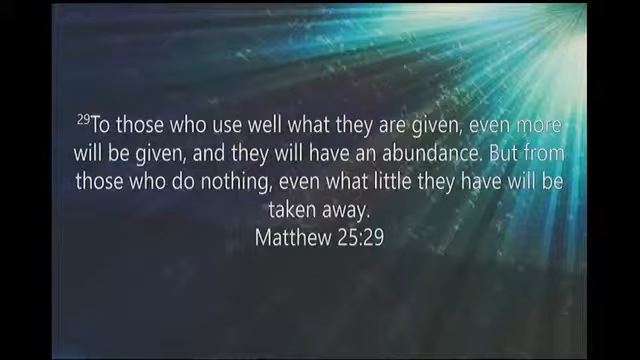 ²⁹To those who use well what they are given, even more
will be given, and they will have an abundance. But from
those who do nothing, even what little they have will be
taken away.
Matthew 25:29